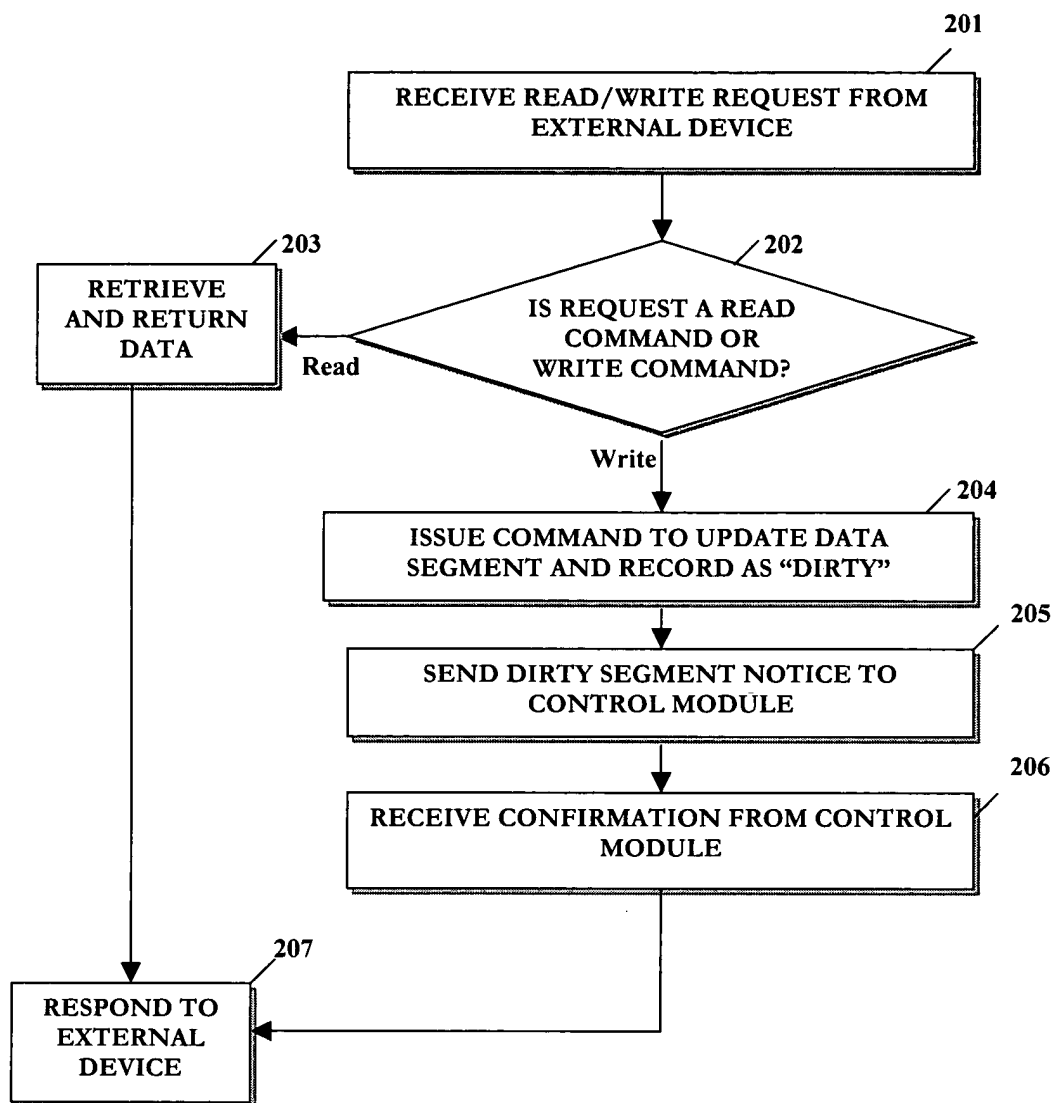 201
RECEIVE READ/WRITE REQUEST FROM
EXTERNAL DEVICE
202
IS REQUEST A READ
COMMAND OR
WRITE COMMAND?
203
RETRIEVE
AND RETURN
DATA
Read
Write
204
ISSUE COMMAND TO UPDATE DATA
SEGMENT AND RECORD AS “DIRTY”
205
SEND DIRTY SEGMENT NOTICE TO
CONTROL MODULE
206
RECEIVE CONFIRMATION FROM CONTROL
MODULE
207
RESPOND TO
EXTERNAL
DEVICE